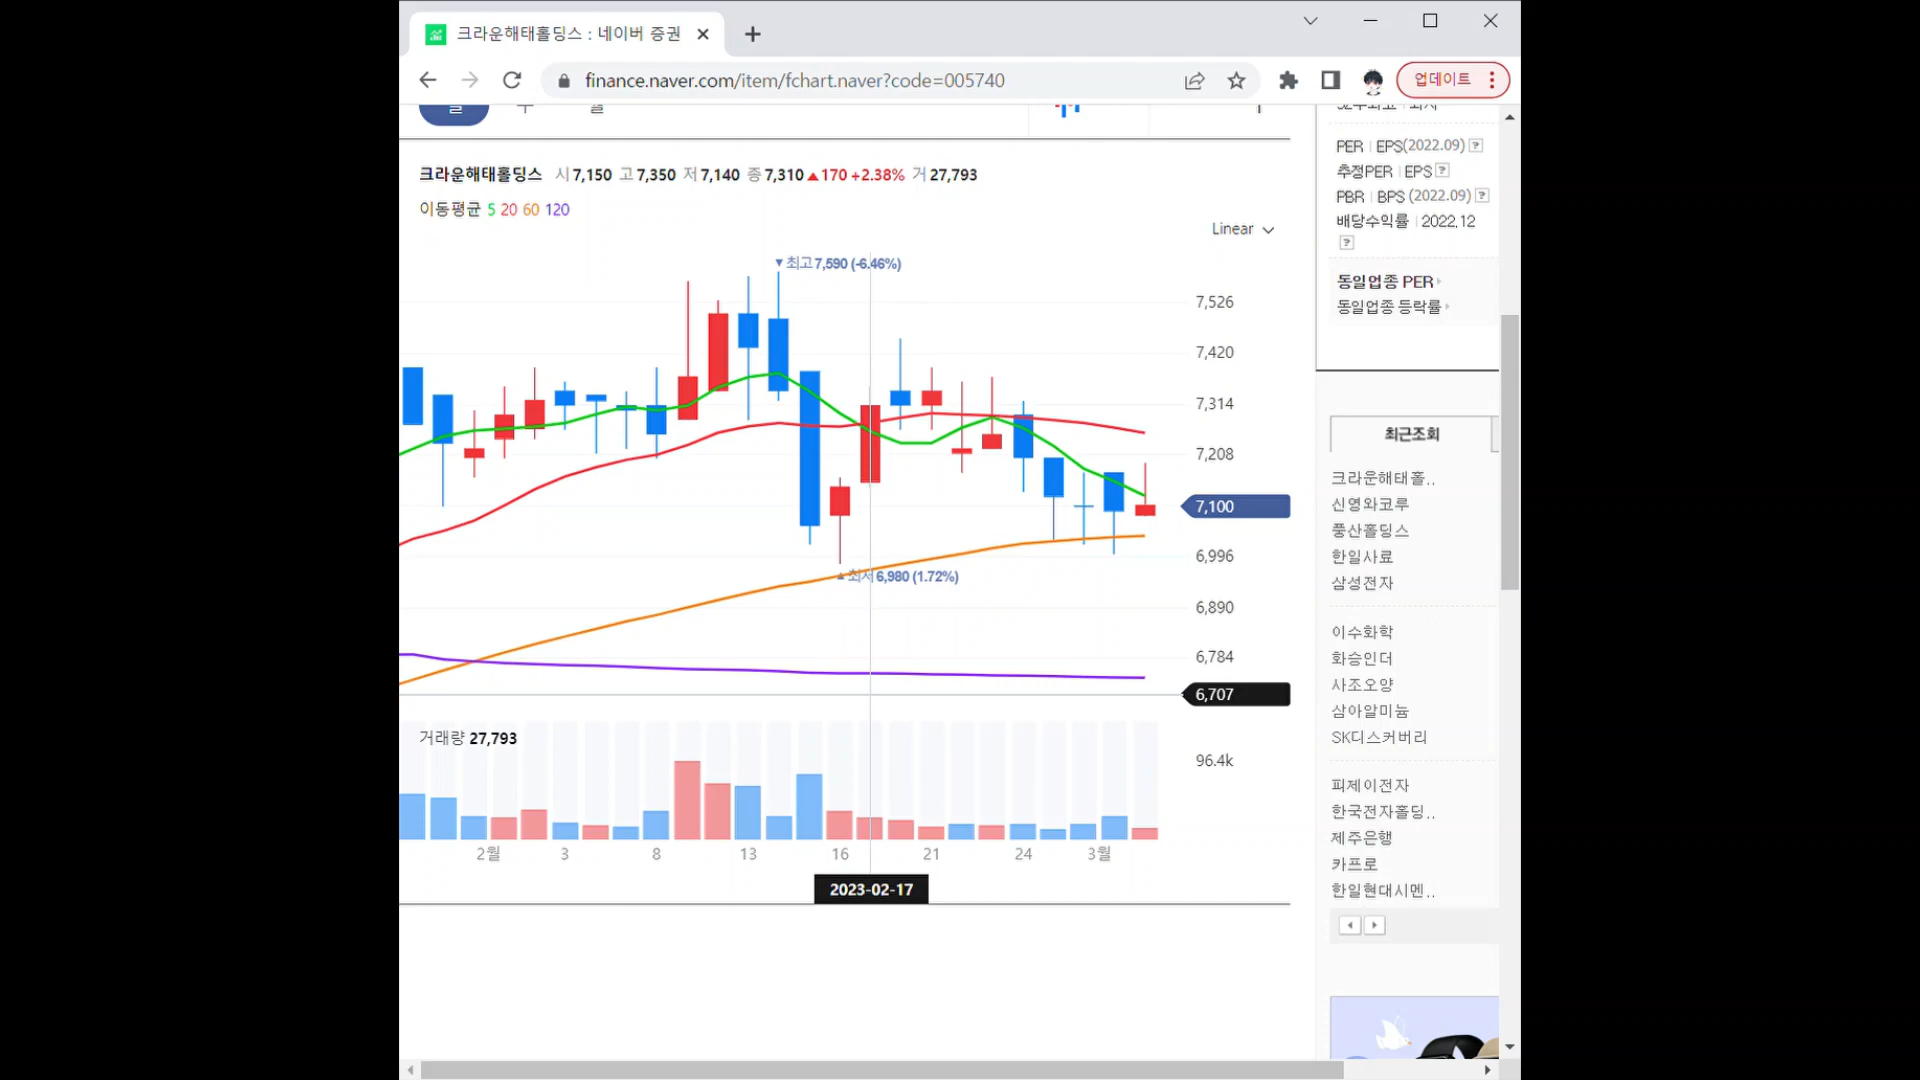 크라운해태홀딩스 : 네이버 증권
finance.naver.com/item/fchart.naver?code=005740
업데이트
크라운해태홀딩스 시 7,150 고 7,350 저 7,140 종 7,310 ▲170 +2.38% 거 27,793
이동평균 5 20 60 120
Linear
▼최고 7,590 (-6.46%)
7,526
7,420
7,314
7,208
7,100
6,996
▲최저 6,980 (1.72%)
6,890
6,784
6,707
거래량 27,793
96.4k
2월 3 8 13 16 21 24 3월
2023-02-17
PER | EPS(2022.09) ?
추정PER | EPS ?
PBR | BPS (2022.09) ?
배당수익률 | 2022.12
?
동일업종 PER
동일업종 등락률
최근조회
크라운해태홀..
신영와코루
풍산홀딩스
한일사료
삼성전자
이수화학
화승인더
사조오양
삼아알미늄
SK디스커버리
피제이전자
한국전자홀딩..
제주은행
카프로
한일현대시멘..